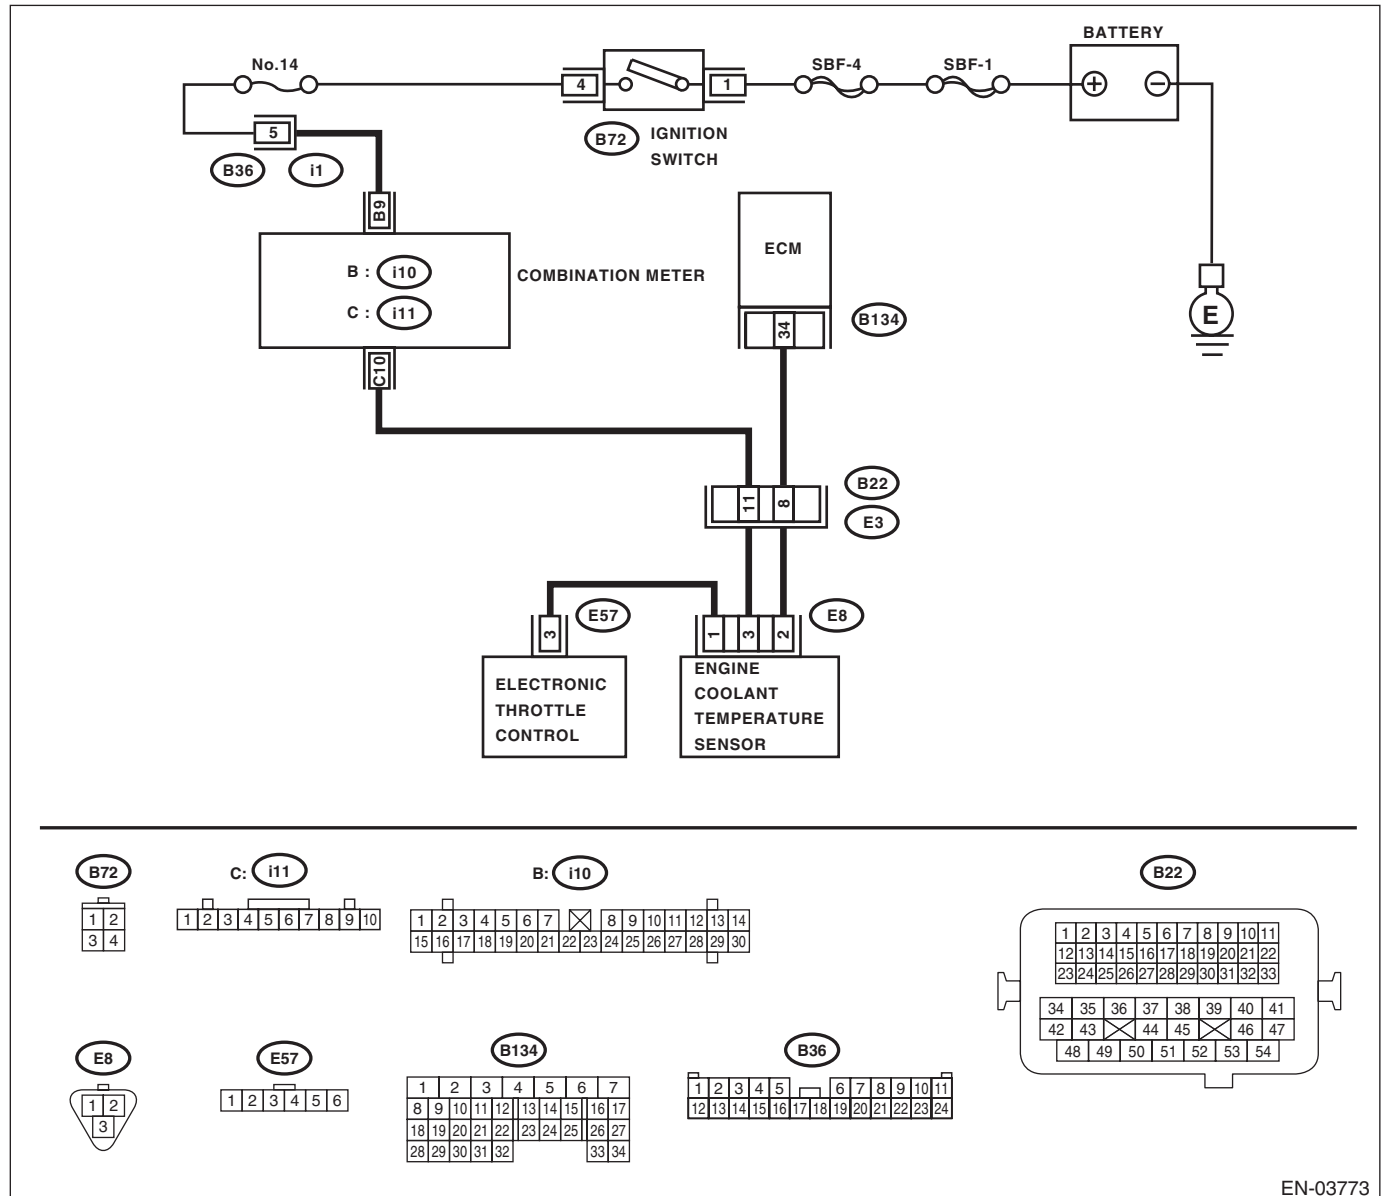 BATTERY
No.14
SBF-4
SBF-1
4
1
+
−
5
B72
IGNITION
SWITCH
B36
i1
B9
ECM
B : i10
COMBINATION METER
C : i11
E
34
B134
C10
B22
11
8
E3
E57
E8
3
1
3
2
ELECTRONIC
THROTTLE
CONTROL
ENGINE
COOLANT
TEMPERATURE
SENSOR
B72
1 2
3 4
C: i11
1 2 3 4 5 6 7 8 9 10
B: i10
1 2 3 4 5 6 7 8 9 10 11 12 13 14
15 16 17 18 19 20 21 22 23 24 25 26 27 28 29 30
B22
1 2 3 4 5 6 7 8 9 10 11
12 13 14 15 16 17 18 19 20 21 22
23 24 25 26 27 28 29 30 31 32 33
34 35 36 37 38 39 40 41
42 43 44 45 46 47
48 49 50 51 52 53 54
E8
1 2
3
E57
1 2 3 4 5 6
B134
1 2 3 4 5 6 7
8 9 10 11 12 13 14 15 16 17
18 19 20 21 22 23 24 25 26 27
28 29 30 31 32 33 34
B36
1 2 3 4 5 6 7 8 9 10 11
12 13 14 15 16 17 18 19 20 21 22 23 24
EN-03773